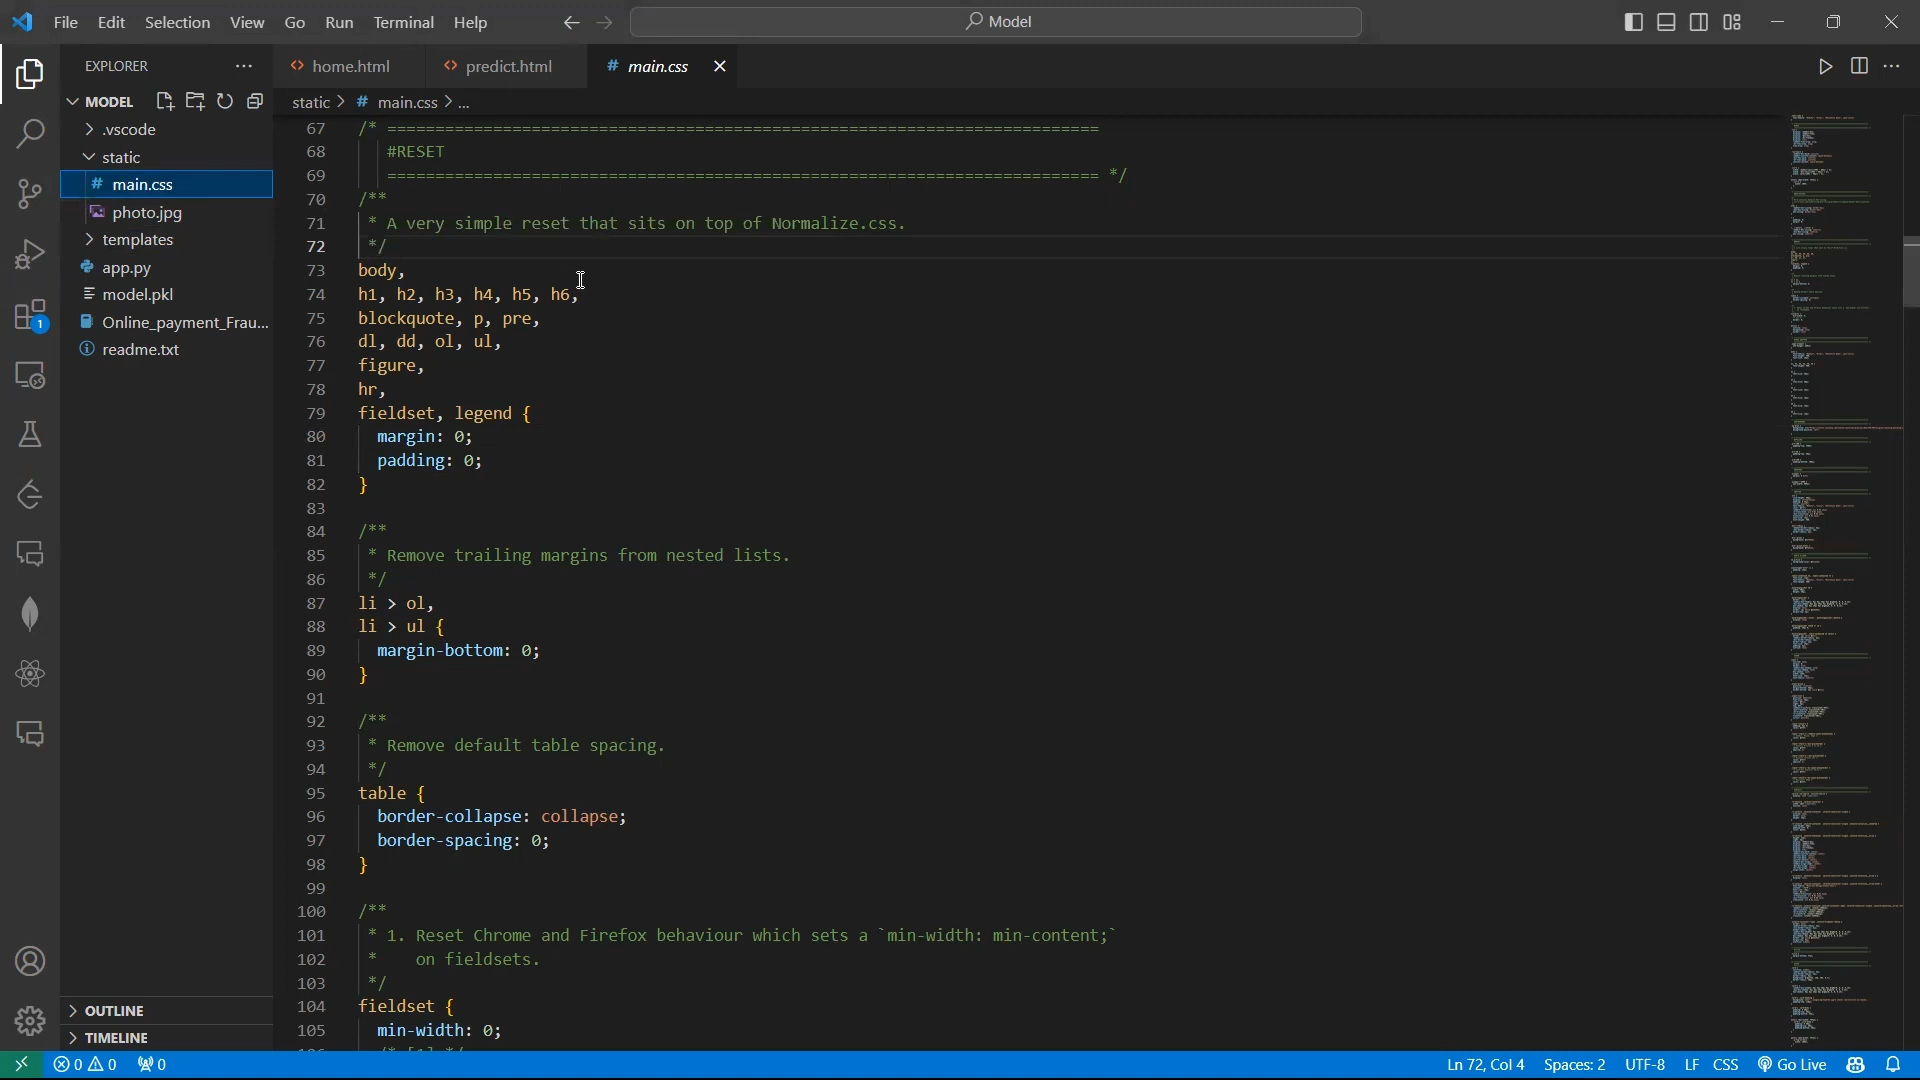 File Edit Selection View Go Run Terminal Help
Model
EXPLORER
home.html
predict.html
# main.css
MODEL
static > # main.css > ...
.vscode
static
# main.css
photo.jpg
templates
app.py
model.pkl
Online_payment_Frau...
readme.txt
1
OUTLINE
TIMELINE
67 /* ==========================================================================
68 #RESET
69 ========================================================================== */
70 /**
71 * A very simple reset that sits on top of Normalize.css.
72 */
73 body,
74 h1, h2, h3, h4, h5, h6,
75 blockquote, p, pre,
76 dl, dd, ol, ul,
77 figure,
78 hr,
79 fieldset, legend {
80 margin: 0;
81 padding: 0;
82 }
83
84 /**
85 * Remove trailing margins from nested lists.
86 */
87 li > ol,
88 li > ul {
89 margin-bottom: 0;
90 }
91
92 /**
93 * Remove default table spacing.
94 */
95 table {
96 border-collapse: collapse;
97 border-spacing: 0;
98 }
99
100 /**
101 * 1. Reset Chrome and Firefox behaviour which sets a `min-width: min-content;`
102 * on fieldsets.
103 */
104 fieldset {
105 min-width: 0;
0 0 0
Ln 72, Col 4 Spaces: 2 UTF-8 LF CSS Go Live